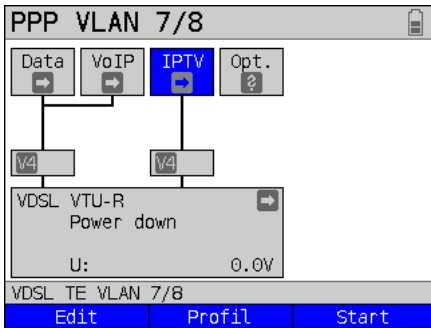 PPP VLAN 7/8
Data VoIP IPTV Opt.
V4 V4
VDSL VTU-R
Power down
U: 0.0V
VDSL TE VLAN 7/8
Edit Profil Start